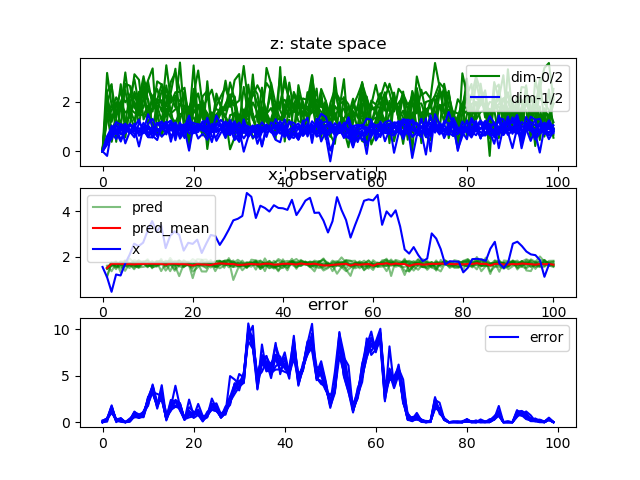 z: state space
2
0
dim-0/2
dim-1/2
0 20 40 60 80 100
x: observation
4
2
pred
pred_mean
x
0 20 40 60 80 100
error
10
5
0
error
0 20 40 60 80 100